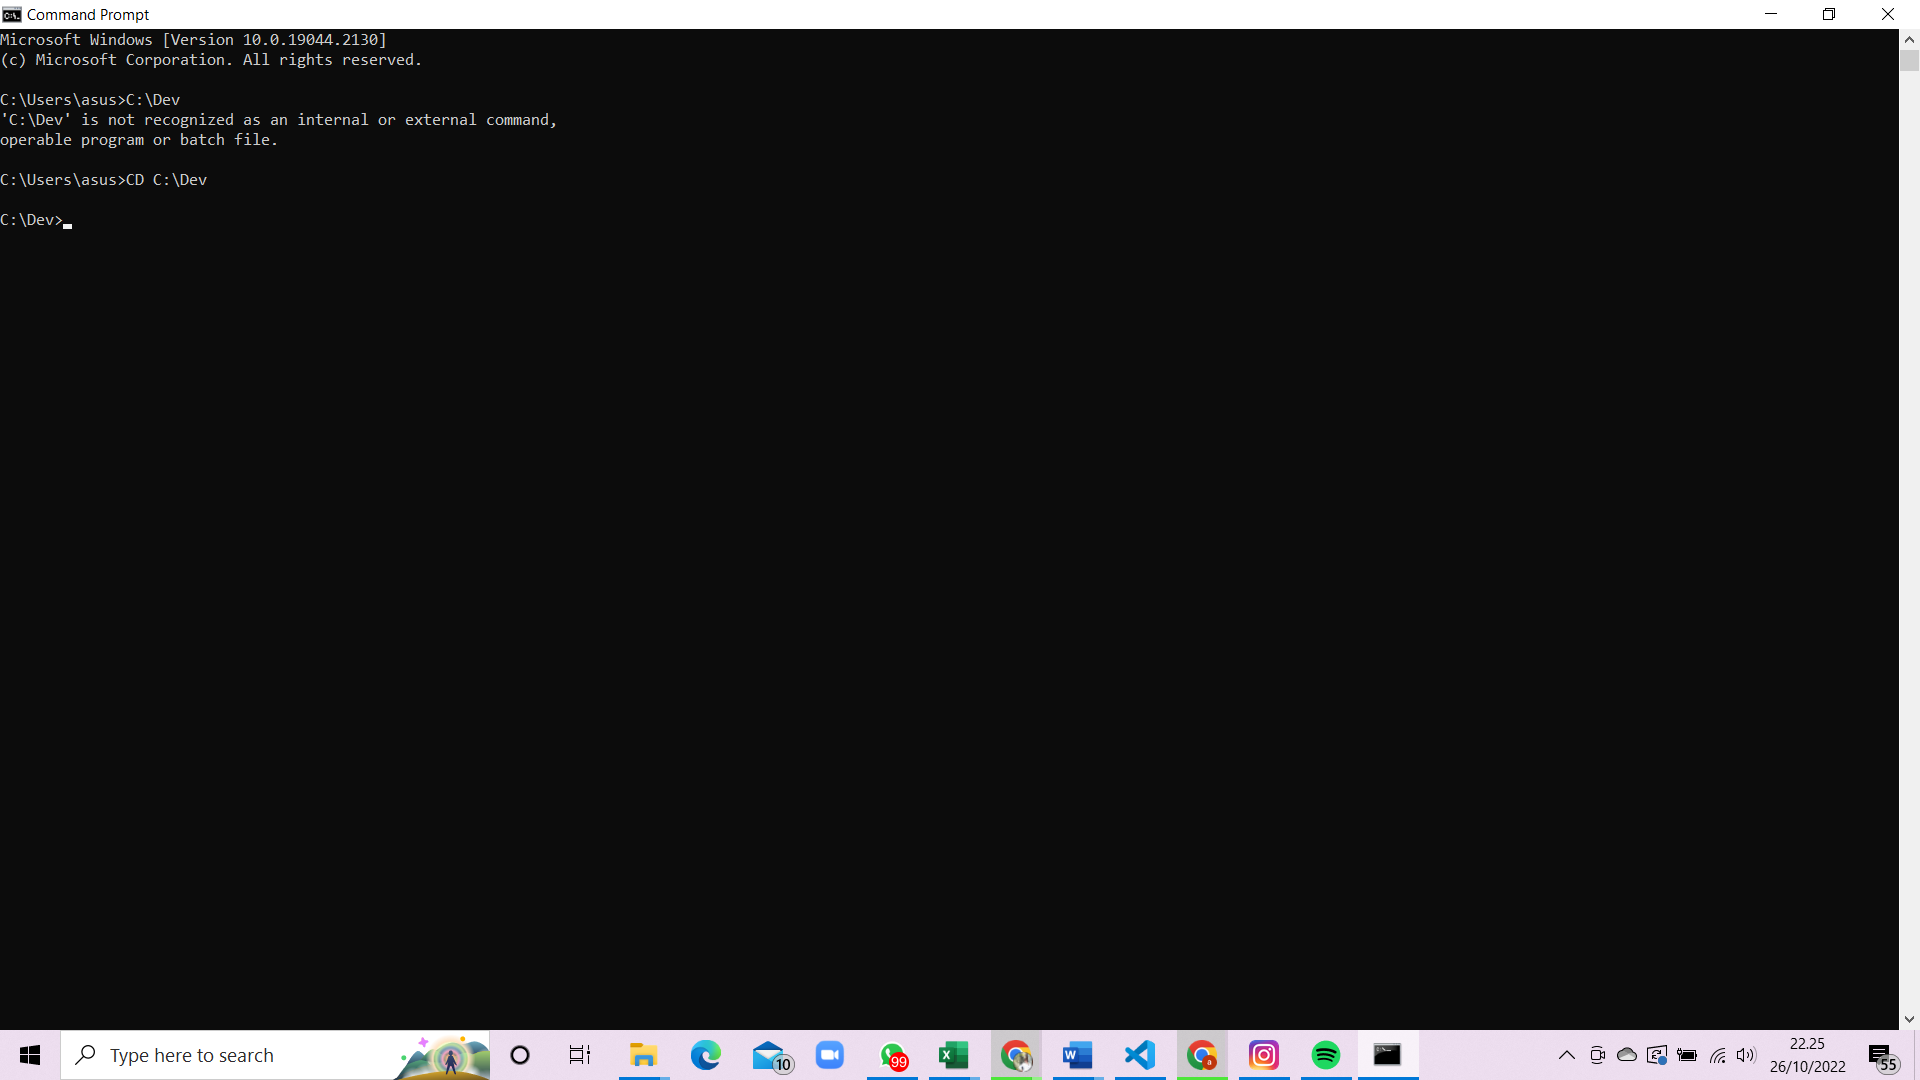 Command Prompt
Microsoft Windows [Version 10.0.19044.2130]
(c) Microsoft Corporation. All rights reserved.
C:\Users\asus>C:\Dev
'C:\Dev' is not recognized as an internal or external command,
operable program or batch file.
C:\Users\asus>CD C:\Dev
C:\Dev>
Type here to search
10
99
22.25
26/10/2022
55